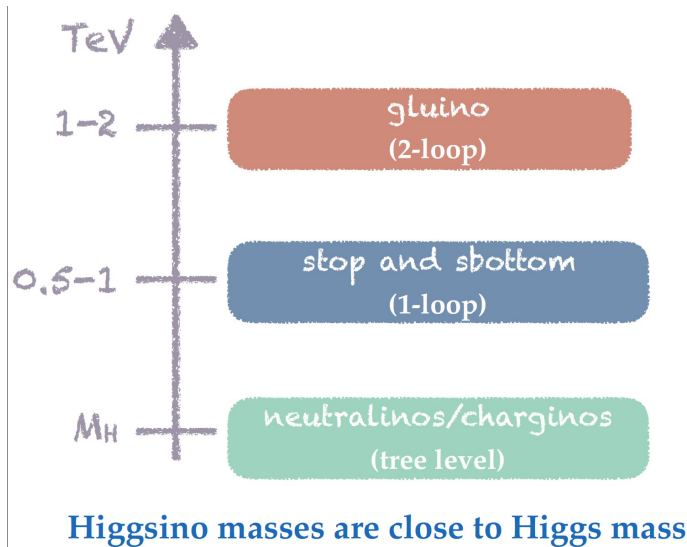 TeV
1-2
gluino
(2-loop)
0.5-1
stop and sbottom
(1-loop)
MH
neutralinos/charginos
(tree level)
Higgsino masses are close to Higgs mass